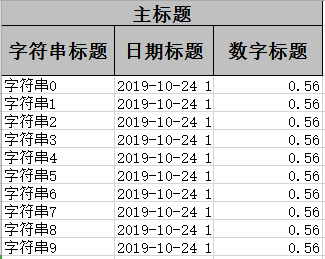 主标题
字符串标题 日期标题 数字标题
字符串0 2019-10-24 1 0.56
字符串1 2019-10-24 1 0.56
字符串2 2019-10-24 1 0.56
字符串3 2019-10-24 1 0.56
字符串4 2019-10-24 1 0.56
字符串5 2019-10-24 1 0.56
字符串6 2019-10-24 1 0.56
字符串7 2019-10-24 1 0.56
字符串8 2019-10-24 1 0.56
字符串9 2019-10-24 1 0.56